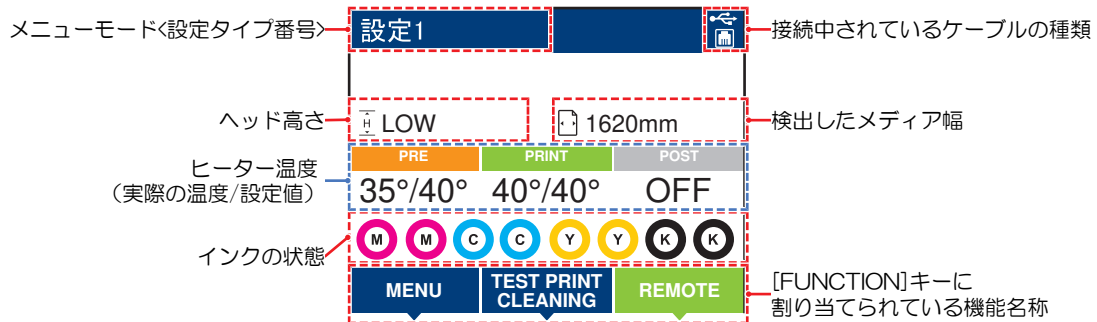 メニューモード<設定タイプ番号>
設定1
接続中されているケーブルの種類
ヘッド高さ
H LOW
1620mm
検出したメディア幅
ヒーター温度
(実際の温度/設定値)
PRE PRINT POST
35°/40° 40°/40° OFF
インクの状態
M M C C Y Y K K
MENU
TEST PRINT
CLEANING
REMOTE
[FUNCTION]キーに
割り当てられている機能名称